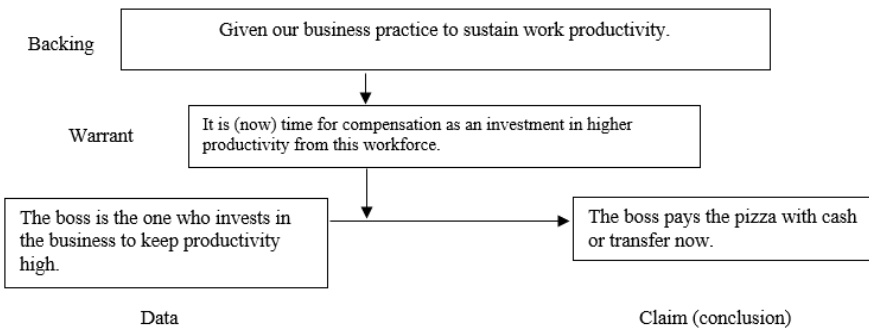 Given our business practice to sustain work productivity.
Backing
It is (now) time for compensation as an investment in higher
productivity from this workforce.
Warrant
The boss is the one who invests in
the business to keep productivity
high.
The boss pays the pizza with cash
or transfer now.
Data
Claim (conclusion)